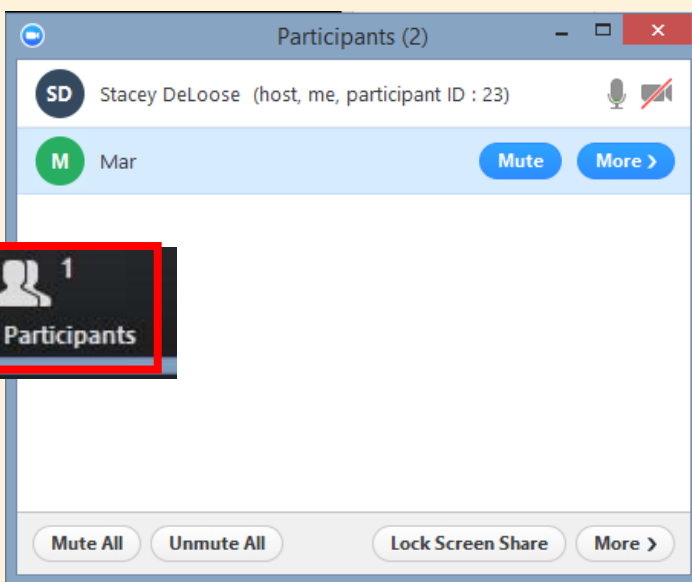 Participants (2)
SD Stacey DeLoose (host, me, participant ID : 23)
M Mar Mute More >
1
Participants
Mute All Unmute All Lock Screen Share More >